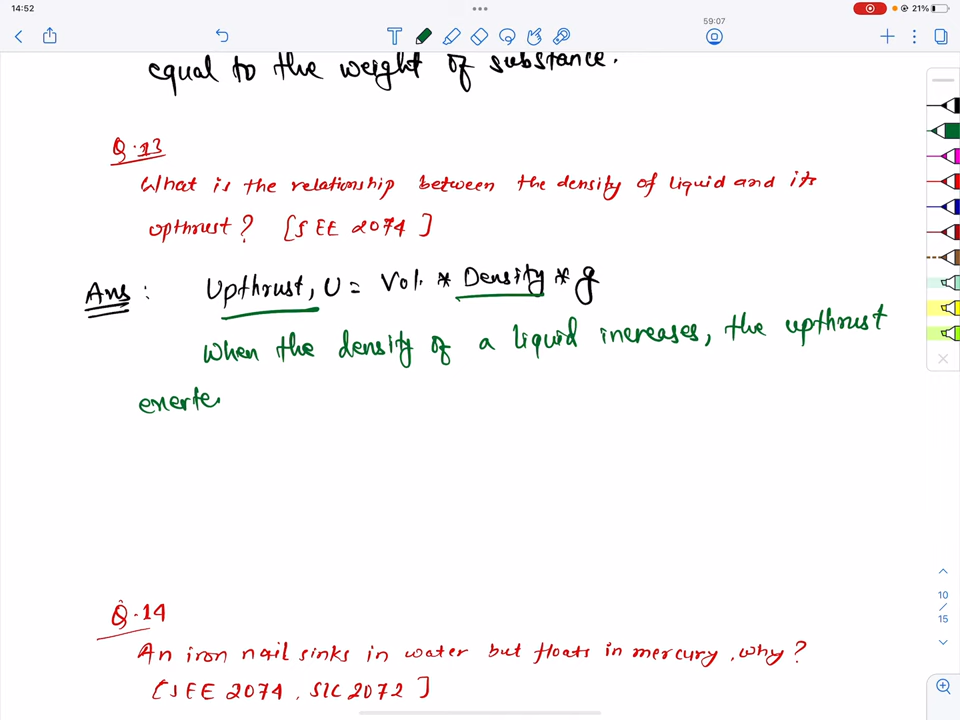 14:52
21%
59:07
equal to the weight of substance.
Q.13
What is the relationship between the density of liquid and its
upthrust? [SEE 2074]
Ans : Upthrust, U = Vol. * Density * g
When the density of a liquid increases, the upthrust
exerte
10
/
15
Q.14
An iron nail sinks in water but floats in mercury, why?
[SEE 2074, SLC 2072]